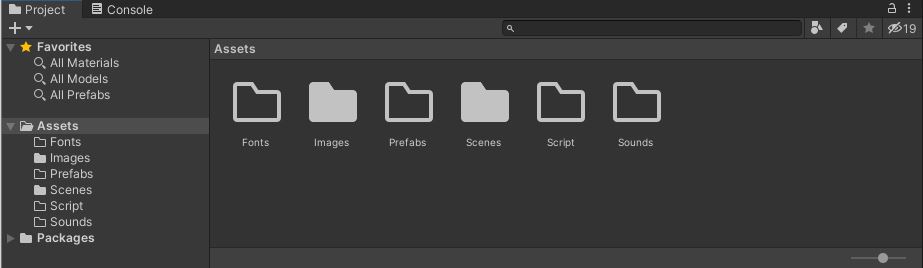 Project
Console
19
Favorites
All Materials
All Models
All Prefabs
Assets
Fonts
Images
Prefabs
Scenes
Script
Sounds
Packages
Assets
Fonts
Images
Prefabs
Scenes
Script
Sounds